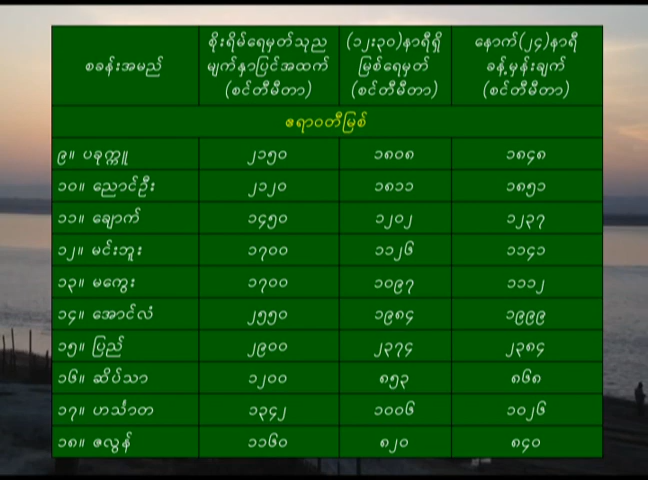 စခန်းအမည် စိုးရိမ်ရေမှတ်သုည မျက်နှာပြင်အထက် (စင်တီမီတာ) (၁၂း၃၀)နာရီရှိ မြစ်ရေမှတ် (စင်တီမီတာ) နောက်(၂၄)နာရီ ခန့်မှန်းချက် (စင်တီမီတာ)
ဧရာဝတီမြစ်
၉။ ပခုက္ကူ ၂၁၅၀ ၁၈၀၈ ၁၈၄၈
၁၀။ ညောင်ဦး ၂၁၂၀ ၁၈၁၁ ၁၈၅၁
၁၁။ ချောက် ၁၄၅၀ ၁၂၀၂ ၁၂၃၇
၁၂။ မင်းဘူး ၁၇၀၀ ၁၁၂၆ ၁၁၄၁
၁၃။ မကွေး ၁၇၀၀ ၁၀၉၇ ၁၁၁၂
၁၄။ အောင်လံ ၂၅၅၀ ၁၉၈၄ ၁၉၉၉
၁၅။ ပြည် ၂၉၀၀ ၂၃၇၄ ၂၃၈၄
၁၆။ ဆိပ်သာ ၁၂၀၀ ၈၅၃ ၈၆၈
၁၇။ ဟင်္သာတ ၁၃၄၂ ၁၀၀၆ ၁၀၂၆
၁၈။ ဇလွန် ၁၁၆၀ ၈၂၀ ၈၄၀